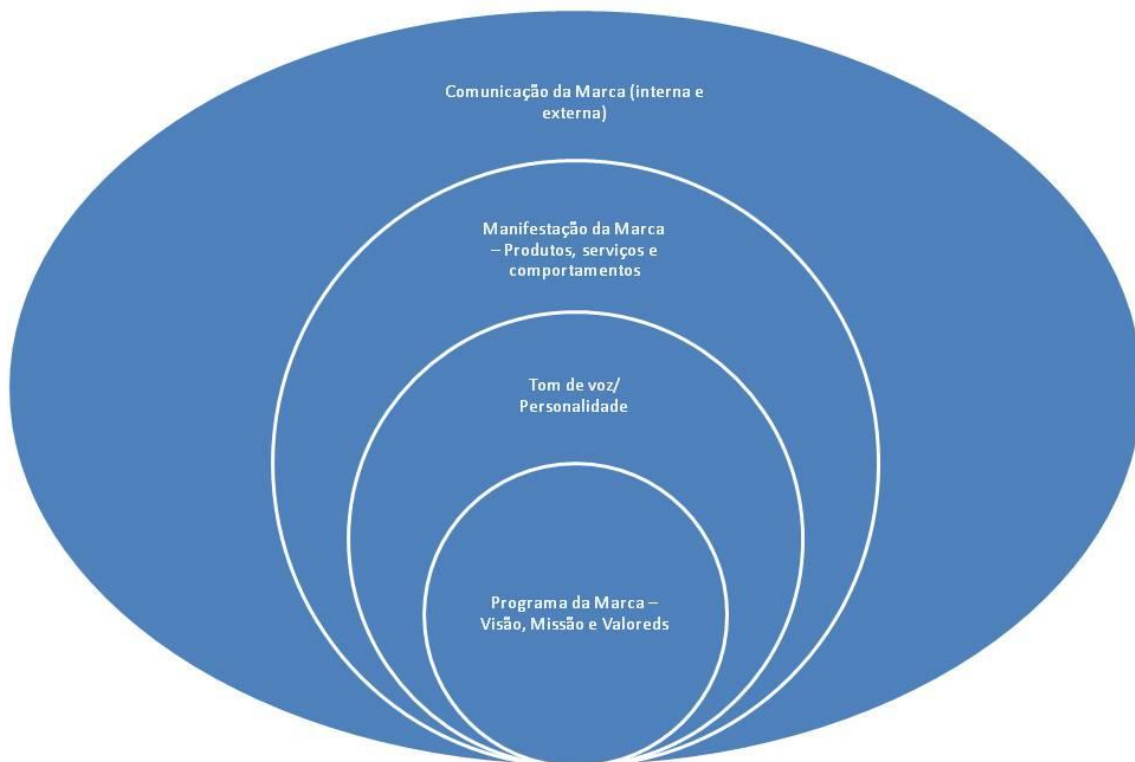 Comunicação da Marca (interna e
externa)
Manifestação da Marca
– Produtos, serviços e
comportamentos
Tom de voz/
Personalidade
Programa da Marca –
Visão, Missão e Valoreds